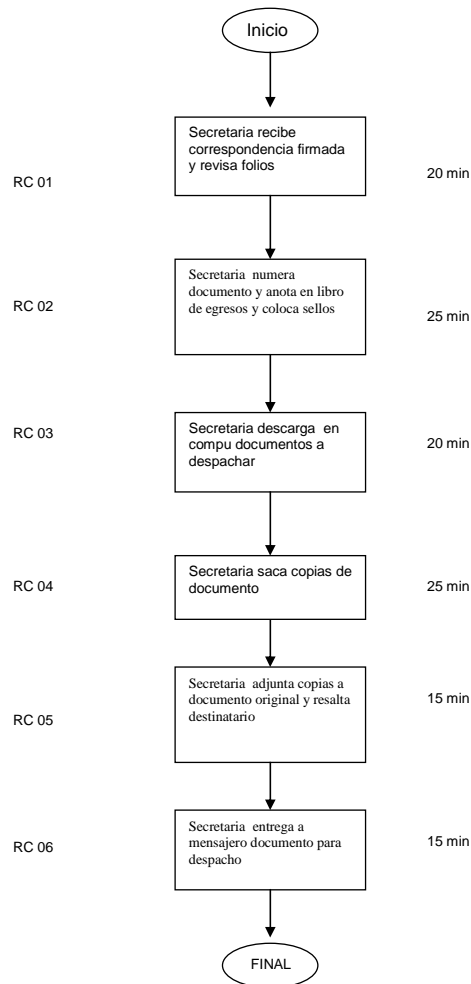 Inicio
RC 01
Secretaria recibe
correspondencia firmada
y revisa folios
20 min
RC 02
Secretaria numera
documento y anota en libro
de egresos y coloca sellos
25 min
RC 03
Secretaria descarga en
compu documentos a
despachar
20 min
RC 04
Secretaria saca copias de
documento
25 min
RC 05
Secretaria adjunta copias a
documento original y resalta
destinatario
15 min
RC 06
Secretaria entrega a
mensajero documento para
despacho
15 min
FINAL